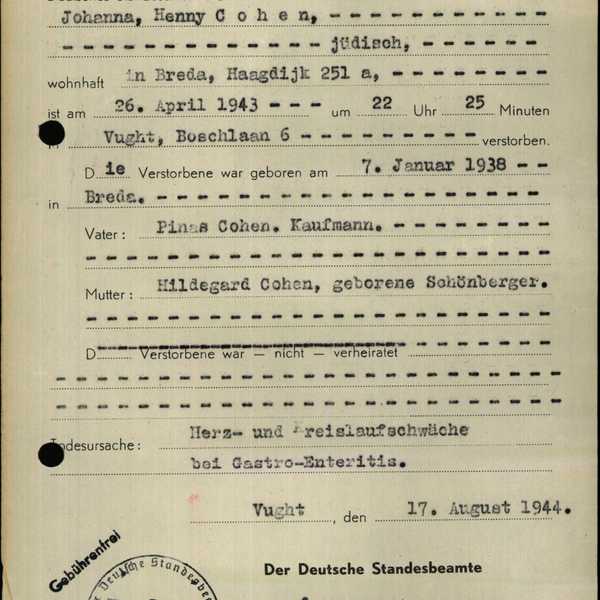 Johanna, Henny C o h e n, - - - - - - - - - - -
- - - - - - - - - - - - - jüdisch, - - - - - -
wohnhaft in Breda, Haagdijk 251 a, - - - - - - - -
ist am 26. April 1943 - - - um 22 Uhr 25 Minuten
Vught, Boschlaan 6 - - - - - - - - - verstorben.
D ie Verstorbene war geboren am 7. Januar 1938 - -
in Breda. - - - - - - - - - - - - - - - - - -
Vater: Pinas Cohen. Kaufmann. - - - - - - - - -
- - - - - - - - - - - - - - - - - - - - - -
Mutter: Hildegard Cohen, geborene Schönberger.
- - - - - - - - - - - - - - - - - - - - - -
D Verstorbene war — nicht — verheiratet
- - - - - - - - - - - - - - - - - - - - - -
- - - - - - - - - - - - - - - - - - - - - -
Todesursache: Herz- und Kreislaufschwäche
bei Gastro-Enteritis.
Vught, den 17. August 1944.
Gebührenfrei
Der Deutsche Standesbeamte
Deutsche Standesbe